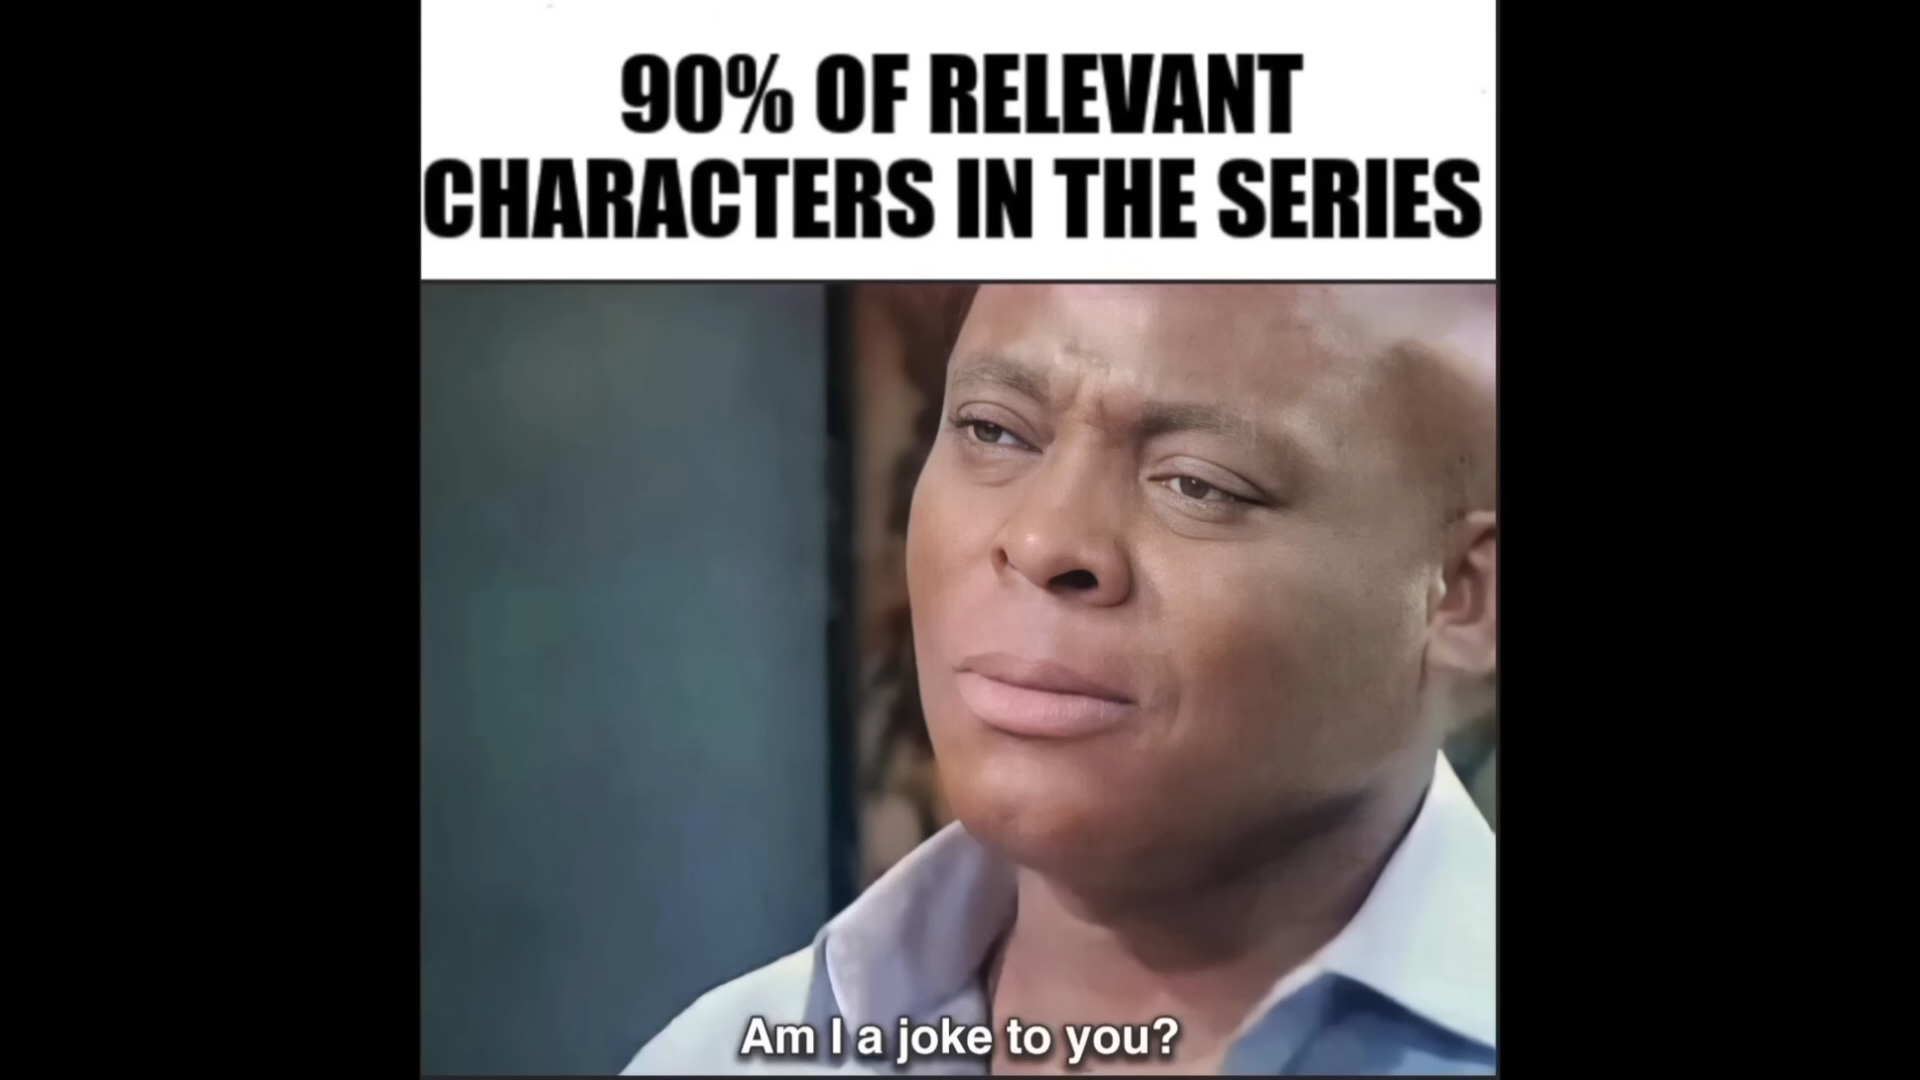 90% OF RELEVANT
CHARACTERS IN THE SERIES
Am I a joke to you?